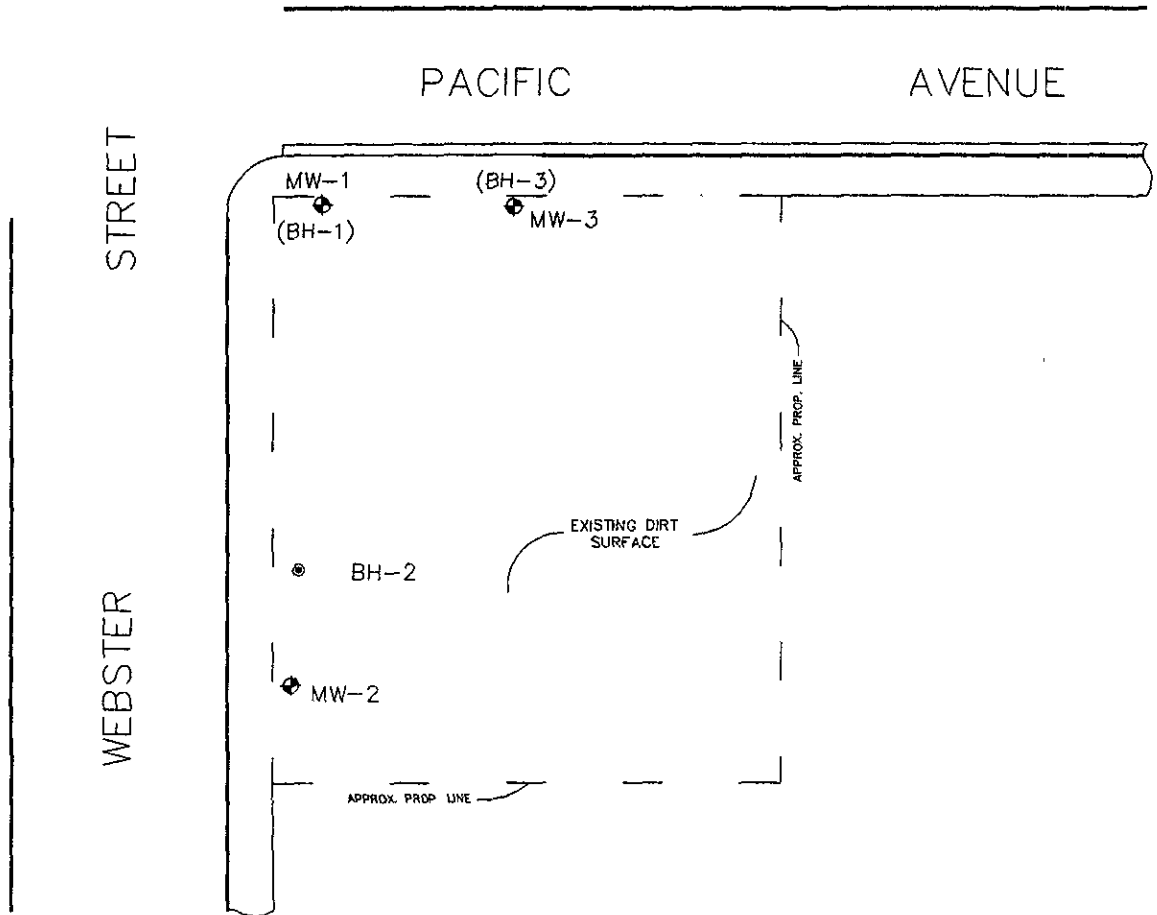 PACIFIC AVENUE
WEBSTER STREET
MW-1
(BH-1)
(BH-3)
MW-3
APPROX. PROP. LINE
EXISTING DIRT
SURFACE
BH-2
MW-2
APPROX. PROP LINE